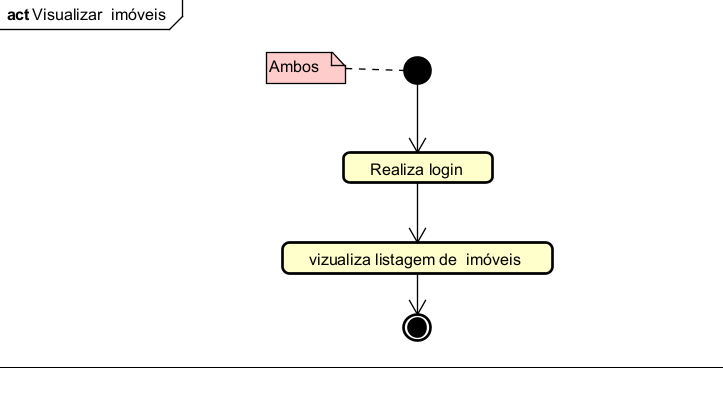 act Visualizar imóveis
Ambos
Realiza login
vizualiza listagem de imóveis